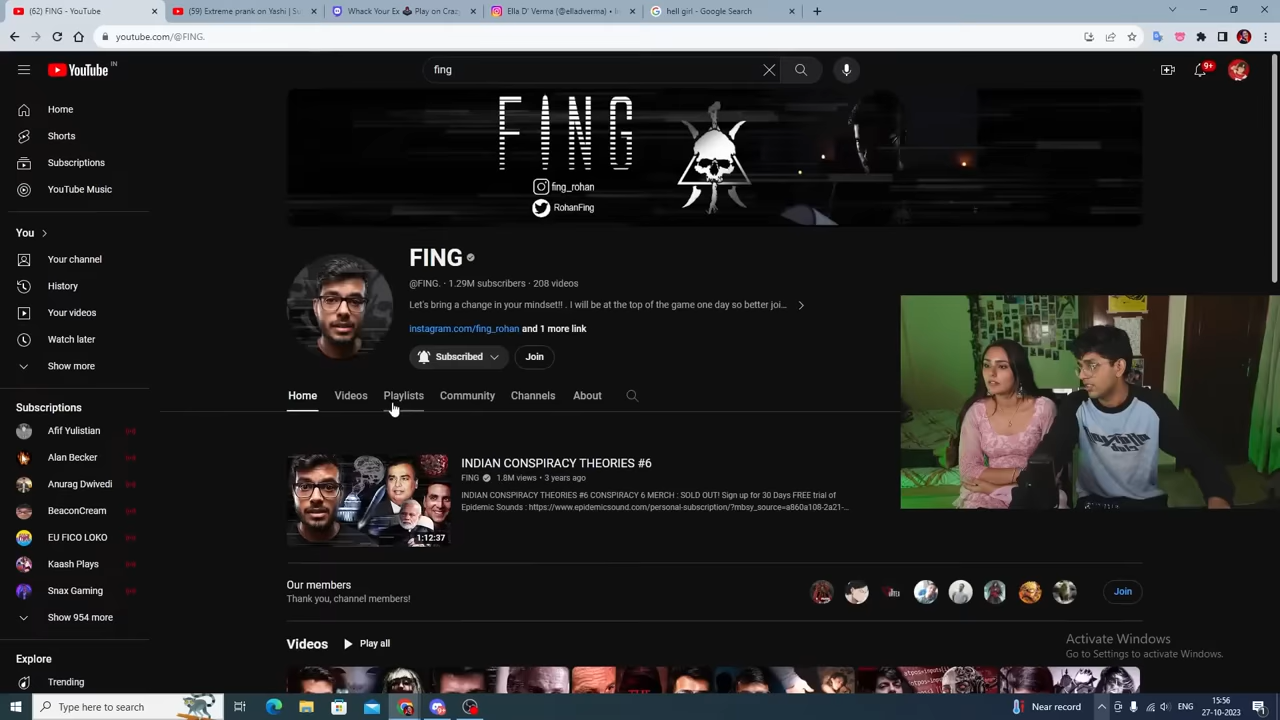 (62) FING - YouTube
(59) Extreme prank on Yashi | Su
Whack Your Ex Play on Craz
Ella D' Verma (@elladverma) • I
hell girl - Google Search
youtube.com/@FING.
YouTube IN
fing
9+
FING
fing_rohan
RohanFing
Home
Shorts
Subscriptions
YouTube Music
You
Your channel
History
Your videos
Watch later
Show more
Subscriptions
Afif Yulistian
Alan Becker
Anurag Dwivedi
BeaconCream
EU FICO LOKO
Kaash Plays
Snax Gaming
Show 954 more
Explore
Trending
FING
@FING. · 1.29M subscribers · 208 videos
Let's bring a change in your mindset!! . I will be at the top of the game one day so better joi...
instagram.com/fing_rohan and 1 more link
Subscribed
Join
Home Videos Playlists Community Channels About
INDIAN CONSPIRACY THEORIES #6
FING 1.8M views • 3 years ago
INDIAN CONSPIRACY THEORIES #6 CONSPIRACY 6 MERCH : SOLD OUT! Sign up for 30 Days FREE trial of
Epidemic Sounds : https://www.epidemicsound.com/personal-subscription/?mbsy_source=a860a108-2a21-...
1:12:37
Our members
Thank you, channel members!
Join
Videos
Play all
Activate Windows
Go to Settings to activate Windows.
Type here to search
Near record
ENG
15:56
27-10-2023